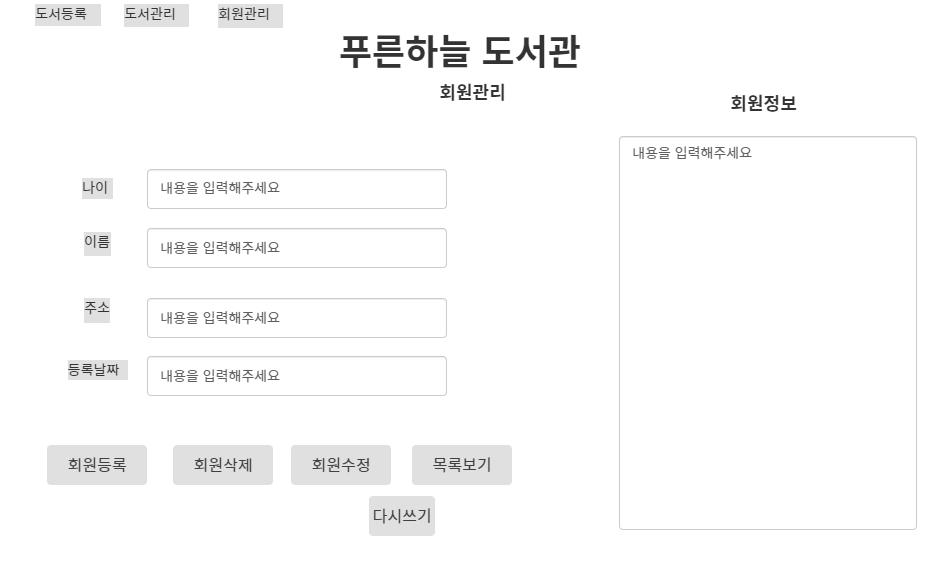 도서등록 도서관리 회원관리
푸른하늘 도서관
회원관리
회원정보
내용을 입력해주세요
나이 내용을 입력해주세요
이름 내용을 입력해주세요
주소 내용을 입력해주세요
등록날짜 내용을 입력해주세요
회원등록 회원삭제 회원수정 목록보기
다시쓰기